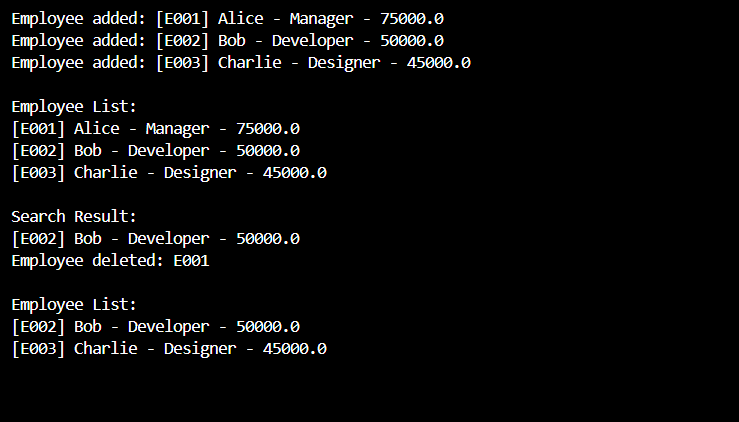 Employee added: [E001] Alice - Manager - 75000.0
Employee added: [E002] Bob - Developer - 50000.0
Employee added: [E003] Charlie - Designer - 45000.0
Employee List:
[E001] Alice - Manager - 75000.0
[E002] Bob - Developer - 50000.0
[E003] Charlie - Designer - 45000.0
Search Result:
[E002] Bob - Developer - 50000.0
Employee deleted: E001
Employee List:
[E002] Bob - Developer - 50000.0
[E003] Charlie - Designer - 45000.0